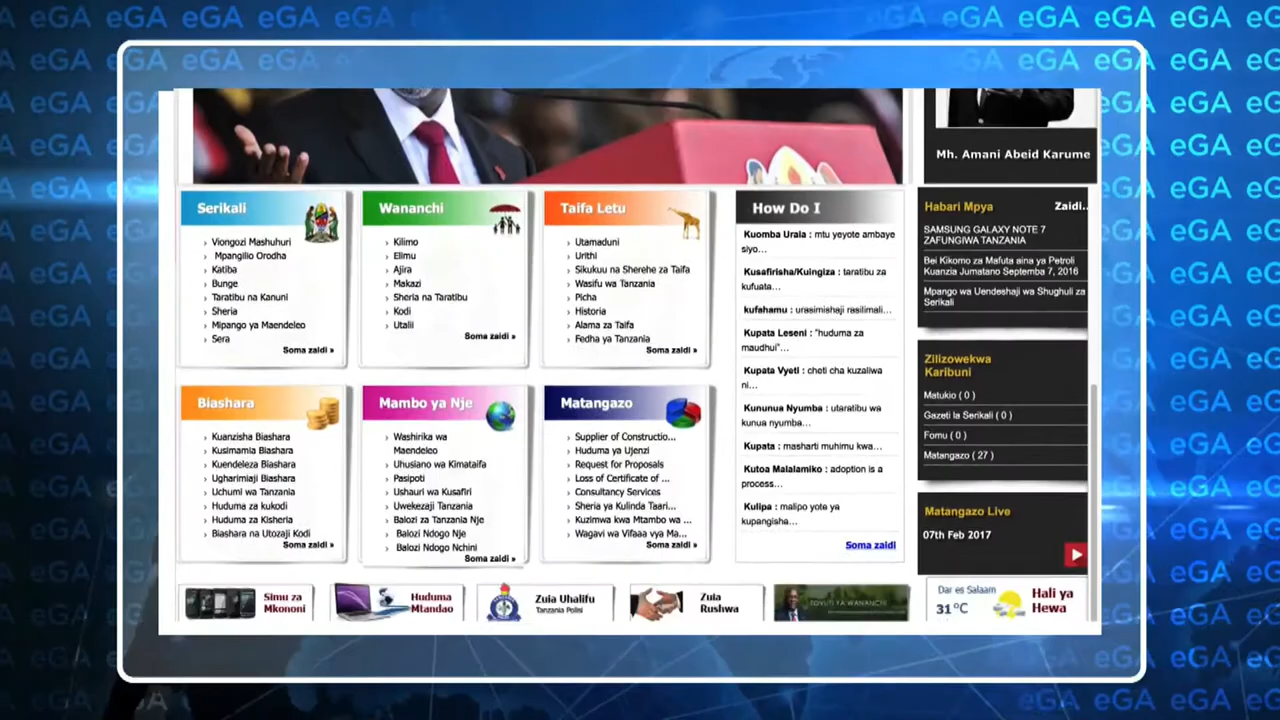 eGA eGA eGA eGA eGA eGA eGA eGA eGA
Mh. Amani Abeid Karume
Serikali
Viongozi Mashuhuri
Mpangilio Orodha
Katiba
Bunge
Taratibu na Kanuni
Sheria
Mipango ya Maendeleo
Sera
Soma zaidi »
Wananchi
Kilimo
Elimu
Ajira
Makazi
Sheria na Taratibu
Kodi
Utalii
Soma zaidi »
Taifa Letu
Utamaduni
Urithi
Sikukuu na Sherehe za Taifa
Wasifu wa Tanzania
Picha
Historia
Alama za Taifa
Fedha ya Tanzania
Soma zaidi »
How Do I
Kuomba Uraia : mtu yeyote ambaye
siyo...
Kusafirisha/Kuingiza : taratibu za
kufuata...
kufahamu : urasimishaji rasilimali...
Kupata Leseni : "huduma za
maudhui"...
Kupata Vyeti : cheti cha kuzaliwa
ni...
Kununua Nyumba : utaratibu wa
kunua nyumba...
Kupata : masharti muhimu kwa...
Kutoa Malalamiko : adoption is a
process...
Kulipa : malipo yote ya
kupangisha...
Soma zaidi
Habari Mpya Zaidi..
SAMSUNG GALAXY NOTE 7
ZAFUNGIWA TANZANIA
Bei Kikomo za Mafuta aina ya Petroli
Kuanzia Jumatano Septemba 7, 2016
Mpango wa Uendeshaji wa Shughuli za
Serikali
Zilizowekwa
Karibuni
Matukio ( 0 )
Gazeti la Serikali ( 0 )
Fomu ( 0 )
Matangazo ( 27 )
Matangazo Live
07th Feb 2017
Biashara
Kuanzisha Biashara
Kusimamia Biashara
Kuendeleza Biashara
Ugharimiaji Biashara
Uchumi wa Tanzania
Huduma za kukodi
Huduma za Kisheria
Biashara na Utozaji Kodi
Soma zaidi »
Mambo ya Nje
Washirika wa
Maendeleo
Uhusiano wa Kimataifa
Pasipoti
Ushauri wa Kusafiri
Uwekezaji Tanzania
Balozi za Tanzania Nje
Balozi Ndogo Nje
Balozi Ndogo Nchini
Soma zaidi »
Matangazo
Supplier of Constructio...
Huduma ya Ujenzi
Request for Proposals
Loss of Certificate of ...
Consultancy Services
Sheria ya Kulinda Taari...
Kuzimwa kwa Mtambo wa ...
Wagavi wa Vifaaa vya Ma...
Soma zaidi »
Simu za
Mkononi
Huduma
Mtandao
Zuia Uhalifu
Tanzania Polisi
Zuia
Rushwa
TOVUTI YA WANANCHI
Dar es Salaam
31 °C
Hali ya
Hewa